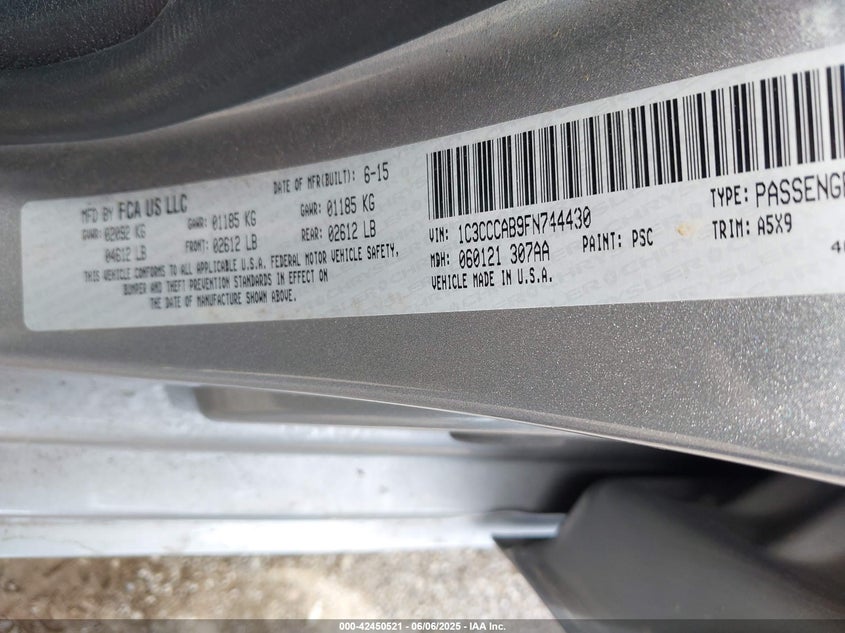 MFD BY FCA US LLC
DATE OF MFR(BUILT): 6-15
GVWR: 02092 KG
GAWR: 01185 KG
GAWR: 01185 KG
04612 LB
FRONT: 02612 LB
REAR: 02612 LB
THIS VEHICLE CONFORMS TO ALL APPLICABLE U.S.A. FEDERAL MOTOR VEHICLE SAFETY,
BUMPER AND THEFT PREVENTION STANDARDS IN EFFECT ON
THE DATE OF MANUFACTURE SHOWN ABOVE.
VIN: 1C3CCCAB9FN744430
TYPE: PASSENGE
MDH: 060121 307AA
PAINT: PSC
TRIM: A5X9
VEHICLE MADE IN U.S.A.
000-42450521 | 06/06/2025 - IAA Inc.